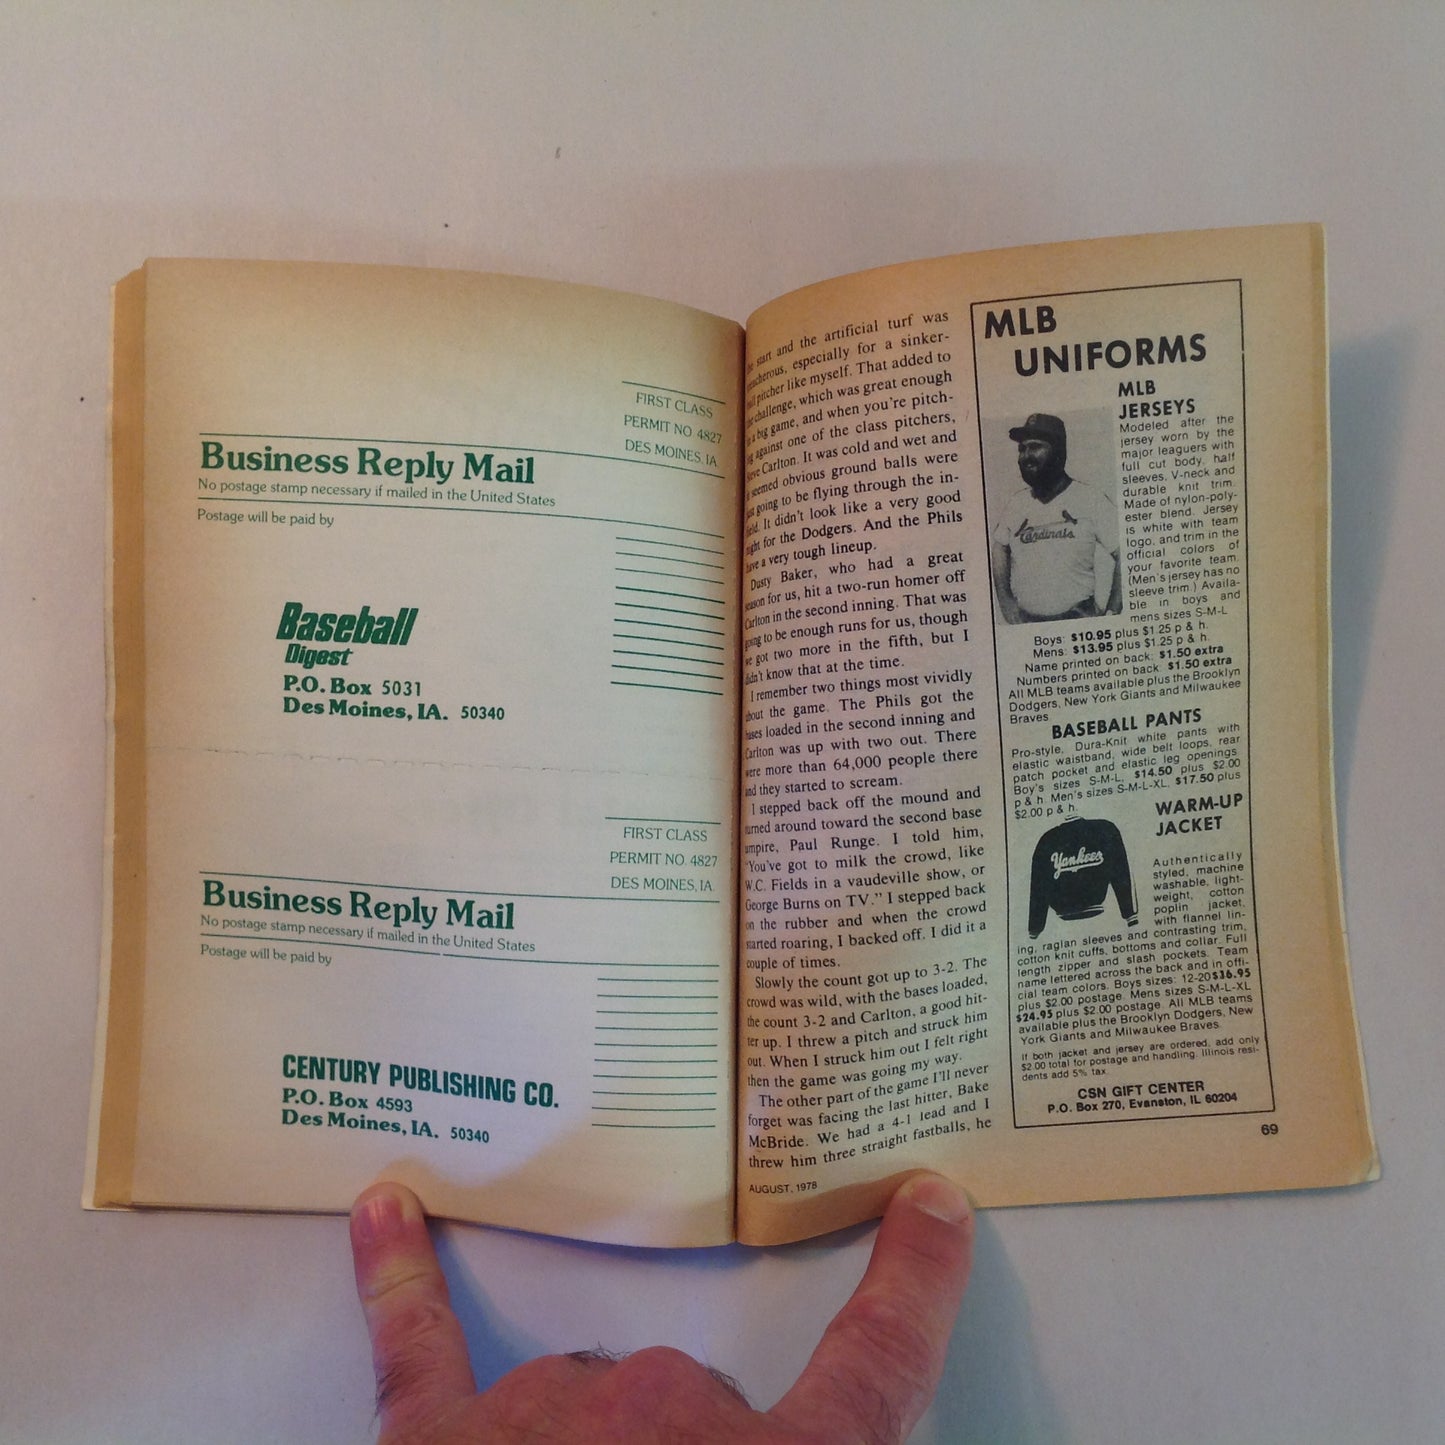 FIRST CLASS
PERMIT NO. 4827
DES MOINES, IA.
Business Reply Mail
No postage stamp necessary if mailed in the United States
Postage will be paid by
Baseball
Digest
P.O. Box 5031
Des Moines, IA. 50340
FIRST CLASS
PERMIT NO. 4827
DES MOINES, IA.
Business Reply Mail
No postage stamp necessary if mailed in the United States
Postage will be paid by
CENTURY PUBLISHING CO.
P.O. Box 4593
Des Moines, IA. 50340
start and the artificial turf was
especially for a sinker-
pitcher like myself. That added to
challenge, which was great enough
a big game, and when you're pitch-
against one of the class pitchers,
Steve Carlton. It was cold and wet and
seemed obvious ground balls were
going to be flying through the in-
field. It didn't look like a very good
night for the Dodgers. And the Phils
have a very tough lineup.
Dusty Baker, who had a great
season for us, hit a two-run homer off
Carlton in the second inning. That was
going to be enough runs for us, though
we got two more in the fifth, but I
didn't know that at the time.
I remember two things most vividly
about the game. The Phils got the
bases loaded in the second inning and
Carlton was up with two out. There
were more than 64,000 people there
and they started to scream.
I stepped back off the mound and
turned around toward the second base
umpire, Paul Runge. I told him,
"You've got to milk the crowd, like
W.C. Fields in a vaudeville show, or
George Burns on TV." I stepped back
on the rubber and when the crowd
started roaring, I backed off. I did it a
couple of times.
Slowly the count got up to 3-2. The
crowd was wild, with the bases loaded,
the count 3-2 and Carlton, a good hit-
ter up. I threw a pitch and struck him
out. When I struck him out I felt right
then the game was going my way.
The other part of the game I'll never
forget was facing the last hitter, Bake
McBride. We had a 4-1 lead and I
threw him three straight fastballs, he
AUGUST, 1978
MLB
UNIFORMS
MLB
JERSEYS
Modeled after the
jersey worn by the
major leaguers with
full cut body, half
sleeves, V-neck and
durable knit trim.
Made of nylon-poly-
ester blend. Jersey
is white with team
logo, and trim in the
official colors of
your favorite team.
(Men's jersey has no
sleeve trim.) Availa-
ble in boys and
mens sizes S-M-L
Cardinals
Boys: $10.95 plus $1.25 p & h.
Mens: $13.95 plus $1.25 p & h.
Name printed on back: $1.50 extra
Numbers printed on back: $1.50 extra
All MLB teams available plus the Brooklyn
Dodgers, New York Giants and Milwaukee
Braves.
BASEBALL PANTS
Pro-style, Dura-Knit white pants with
elastic waistband, wide belt loops, rear
patch pocket and elastic leg openings.
Boy's sizes S-M-L, $14.50 plus $2.00
p & h. Men's sizes S-M-L-XL, $17.50 plus
$2.00 p & h.
WARM-UP
JACKET
Yankees
Authentically
styled, machine
washable, light-
weight, cotton
poplin jacket,
with flannel lin-
ing, raglan sleeves and contrasting trim,
cotton knit cuffs, bottoms and collar. Full
length zipper and slash pockets. Team
name lettered across the back and in offi-
cial team colors. Boys sizes: 12-20 $16.95
plus $2.00 postage. Mens sizes S-M-L-XL
$24.95 plus $2.00 postage. All MLB teams
available plus the Brooklyn Dodgers, New
York Giants and Milwaukee Braves.
If both jacket and jersey are ordered, add only
$2.00 total for postage and handling. Illinois resi-
dents add 5% tax.
CSN GIFT CENTER
P.O. Box 270, Evanston, IL 60204
69